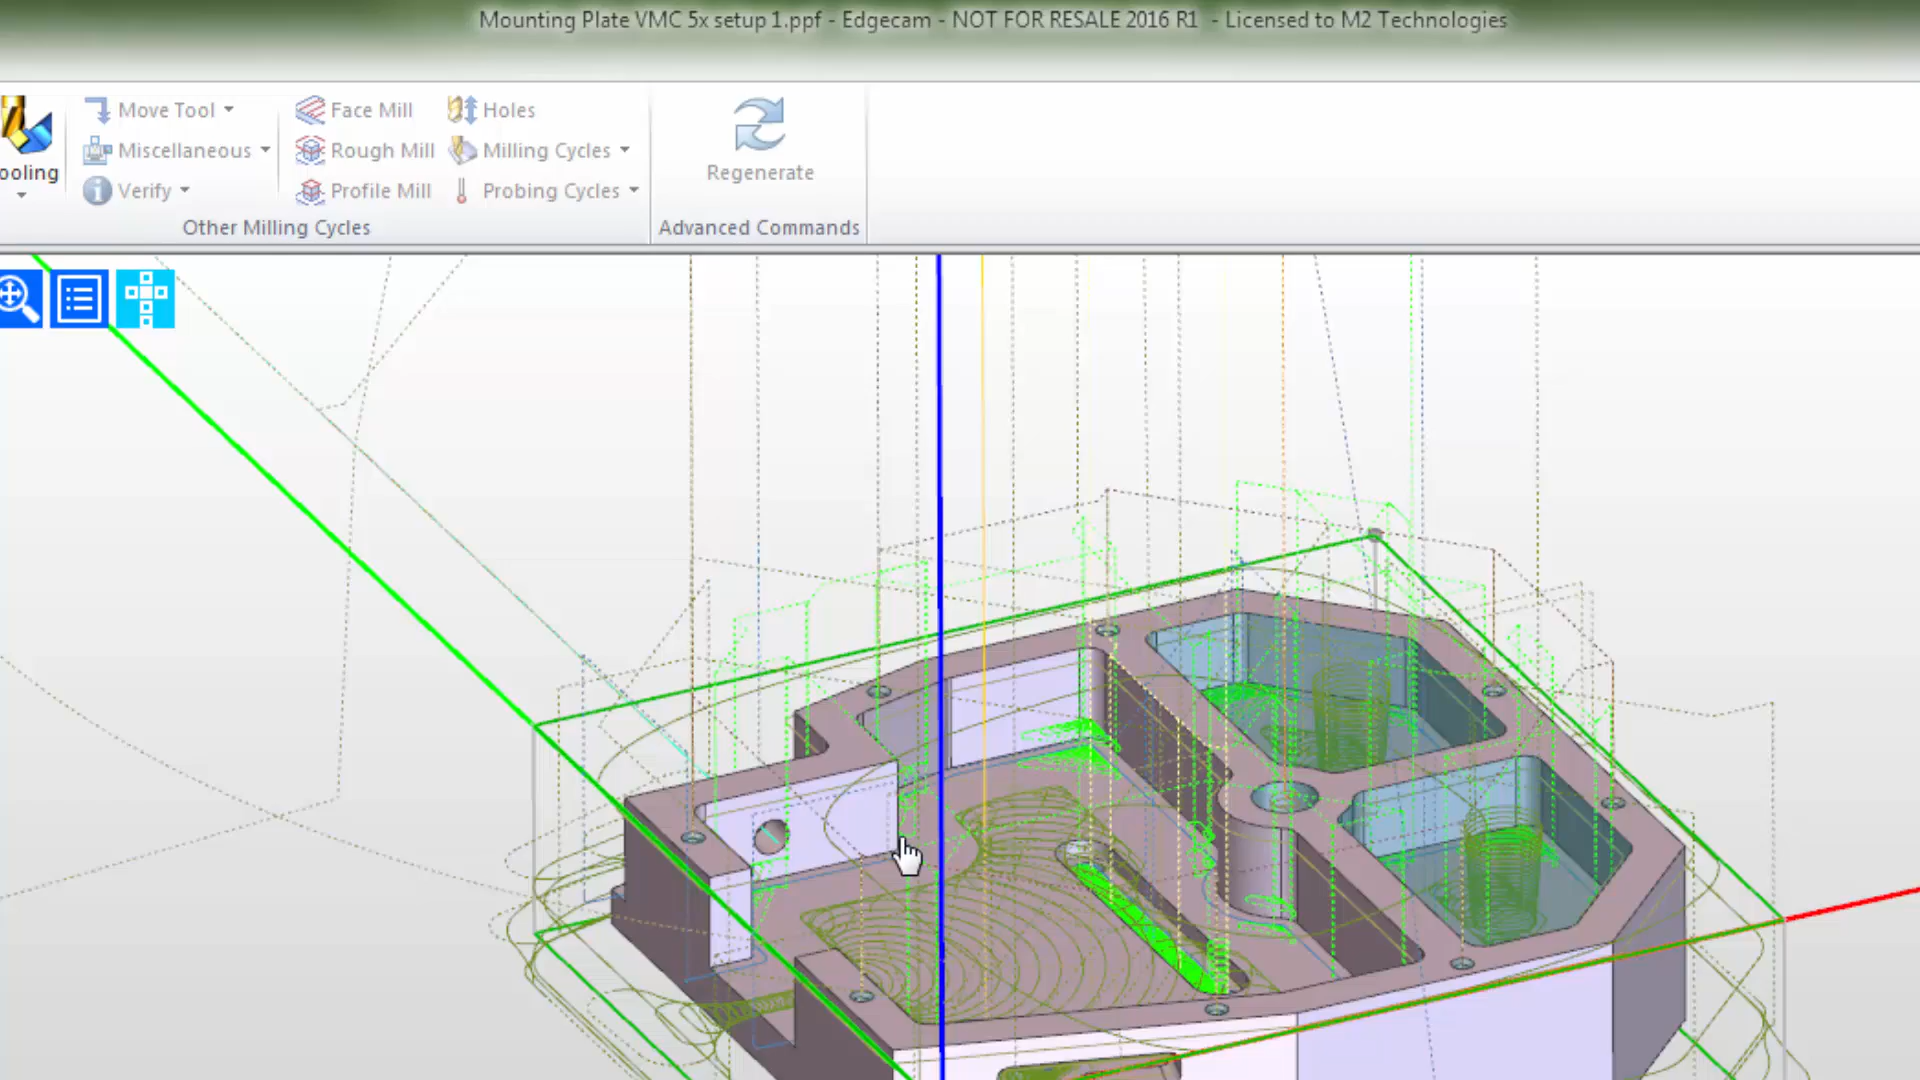 Mounting Plate VMC 5x setup 1.ppf - Edgecam - NOT FOR RESALE 2016 R1 - Licensed to M2 Technologies
Move Tool
Face Mill
Holes
Miscellaneous
Rough Mill
Milling Cycles
ooling
Verify
Profile Mill
Probing Cycles
Regenerate
Other Milling Cycles
Advanced Commands